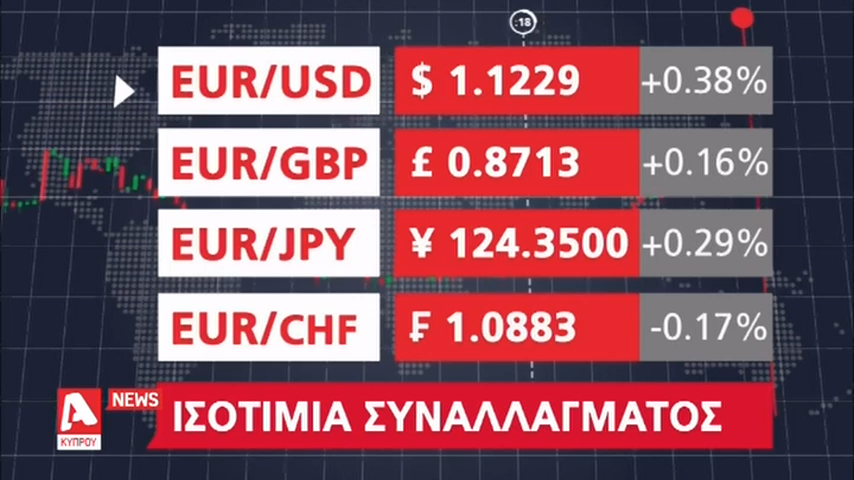 :18
EUR/USD $ 1.1229 +0.38%
EUR/GBP £ 0.8713 +0.16%
EUR/JPY ¥ 124.3500 +0.29%
EUR/CHF ₣ 1.0883 -0.17%
NEWS
ΚΥΠΡΟΥ
ΙΣΟΤΙΜΙΑ ΣΥΝΑΛΛΑΓΜΑΤΟΣ